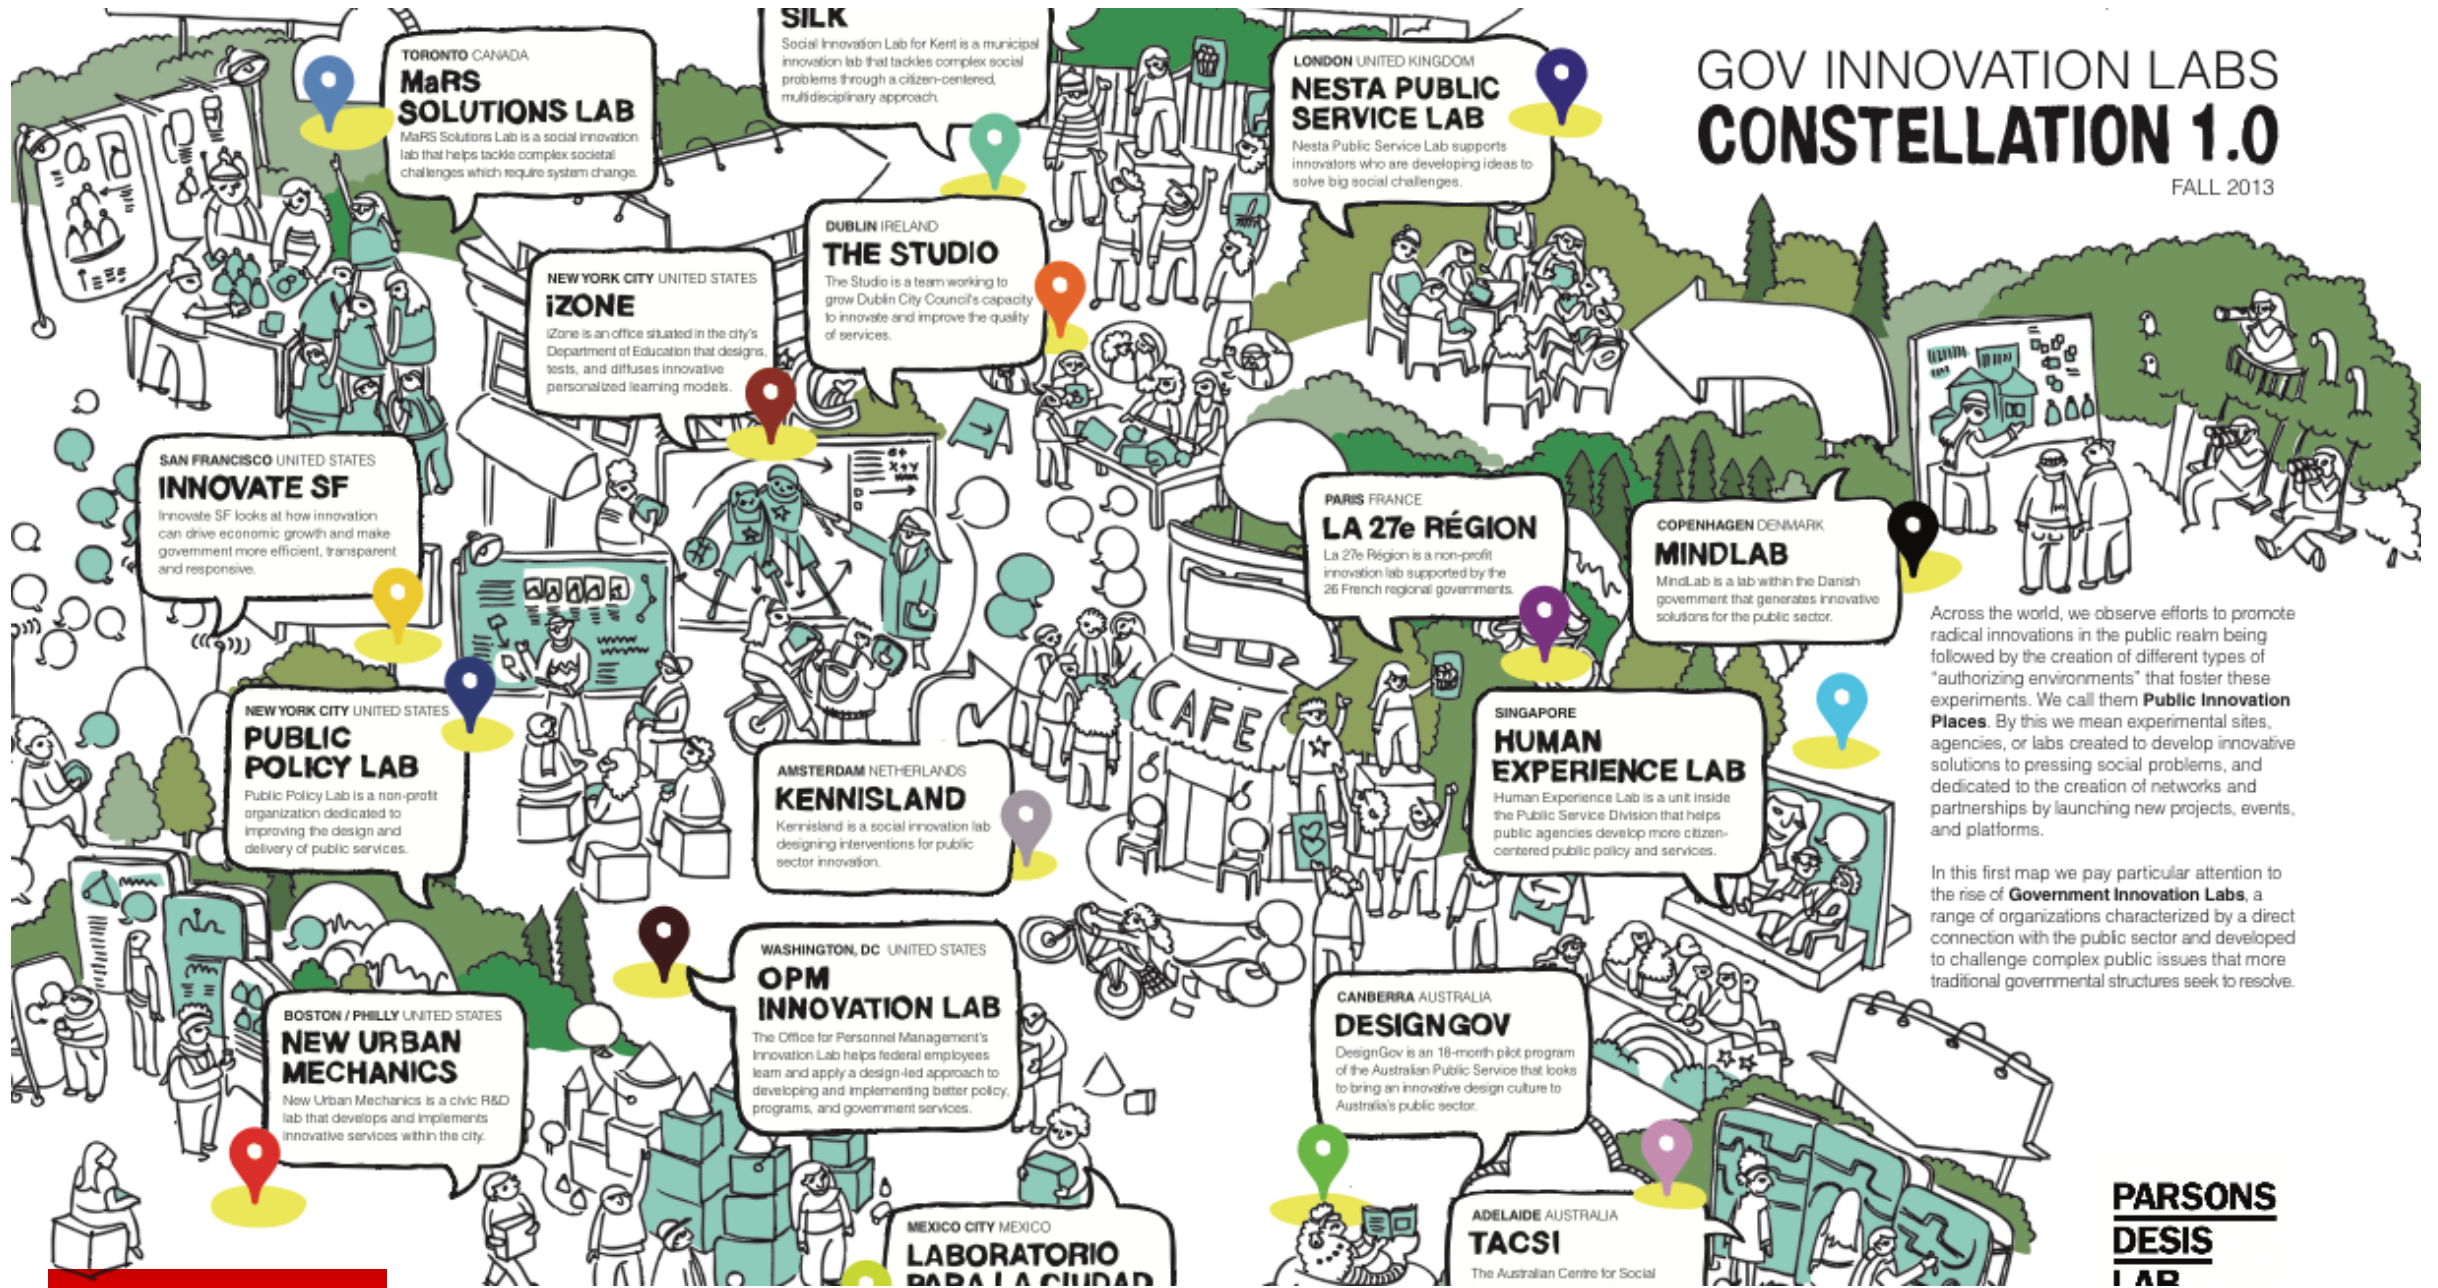 GOV INNOVATION LABS
CONSTELLATION 1.0
FALL 2013
TORONTO CANADA
MaRS
SOLUTIONS LAB
MaRS Solutions Lab is a social innovation
lab that helps tackle complex societal
challenges which require system change.
SILK
Social Innovation Lab for Kent is a municipal
innovation lab that tackles complex social
problems through a citizen-centered,
multidisciplinary approach.
LONDON UNITED KINGDOM
NESTA PUBLIC
SERVICE LAB
Nesta Public Service Lab supports
innovators who are developing ideas to
solve big social challenges.
DUBLIN IRELAND
THE STUDIO
The Studio is a team working to
grow Dublin City Council's capacity
to innovate and improve the quality
of services.
NEW YORK CITY UNITED STATES
iZONE
iZone is an office situated in the city's
Department of Education that designs,
tests, and diffuses innovative
personalized learning models.
SAN FRANCISCO UNITED STATES
INNOVATE SF
Innovate SF looks at how innovation
can drive economic growth and make
government more efficient, transparent
and responsive.
PARIS FRANCE
LA 27e RÉGION
La 27e Région is a non-profit
innovation lab supported by the
26 French regional governments.
COPENHAGEN DENMARK
MINDLAB
MindLab is a lab within the Danish
government that generates innovative
solutions for the public sector.
Across the world, we observe efforts to promote
radical innovations in the public realm being
followed by the creation of different types of
"authorizing environments" that foster these
experiments. We call them Public Innovation
Places. By this we mean experimental sites,
agencies, or labs created to develop innovative
solutions to pressing social problems, and
dedicated to the creation of networks and
partnerships by launching new projects, events,
and platforms.
In this first map we pay particular attention to
the rise of Government Innovation Labs, a
range of organizations characterized by a direct
connection with the public sector and developed
to challenge complex public issues that more
traditional governmental structures seek to resolve.
NEW YORK CITY UNITED STATES
PUBLIC
POLICY LAB
Public Policy Lab is a non-profit
organization dedicated to
improving the design and
delivery of public services.
CAFE
AMSTERDAM NETHERLANDS
KENNISLAND
Kennisland is a social innovation lab
designing interventions for public
sector innovation.
SINGAPORE
HUMAN
EXPERIENCE LAB
Human Experience Lab is a unit inside
the Public Service Division that helps
public agencies develop more citizen-
centered public policy and services.
WASHINGTON, DC UNITED STATES
OPM
INNOVATION LAB
The Office for Personnel Management's
Innovation Lab helps federal employees
learn and apply a design-led approach to
developing and implementing better policy,
programs, and government services.
BOSTON / PHILLY UNITED STATES
NEW URBAN
MECHANICS
New Urban Mechanics is a civic R&D
lab that develops and implements
innovative services within the city.
CANBERRA AUSTRALIA
DESIGN GOV
DesignGov is an 18-month pilot program
of the Australian Public Service that looks
to bring an innovative design culture to
Australia's public sector.
MEXICO CITY MEXICO
LABORATORIO
PARA LA CIUDAD
ADELAIDE AUSTRALIA
TACSI
The Australian Centre for Social
PARSONS
DESIS
LAB